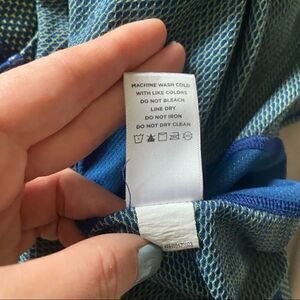 MACHINE WASH COLD
WITH LIKE COLORS
DO NOT BLEACH
LINE DRY
DO NOT IRON
DO NOT DRY CLEAN